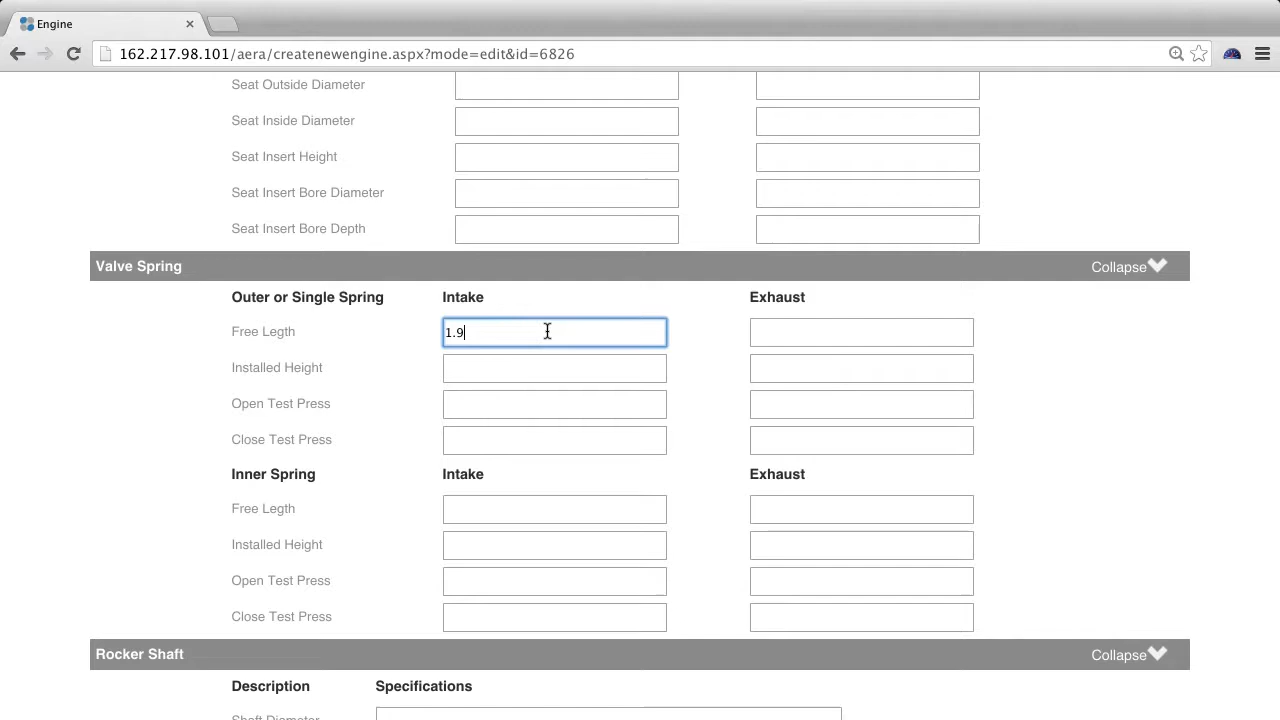 Engine
162.217.98.101/aera/createnewengine.aspx?mode=edit&id=6826
Seat Outside Diameter
Seat Inside Diameter
Seat Insert Height
Seat Insert Bore Diameter
Seat Insert Bore Depth
Valve Spring Collapse
Outer or Single Spring Intake Exhaust
Free Legth 1.9
Installed Height
Open Test Press
Close Test Press
Inner Spring Intake Exhaust
Free Legth
Installed Height
Open Test Press
Close Test Press
Rocker Shaft Collapse
Description Specifications
Shaft Diameter